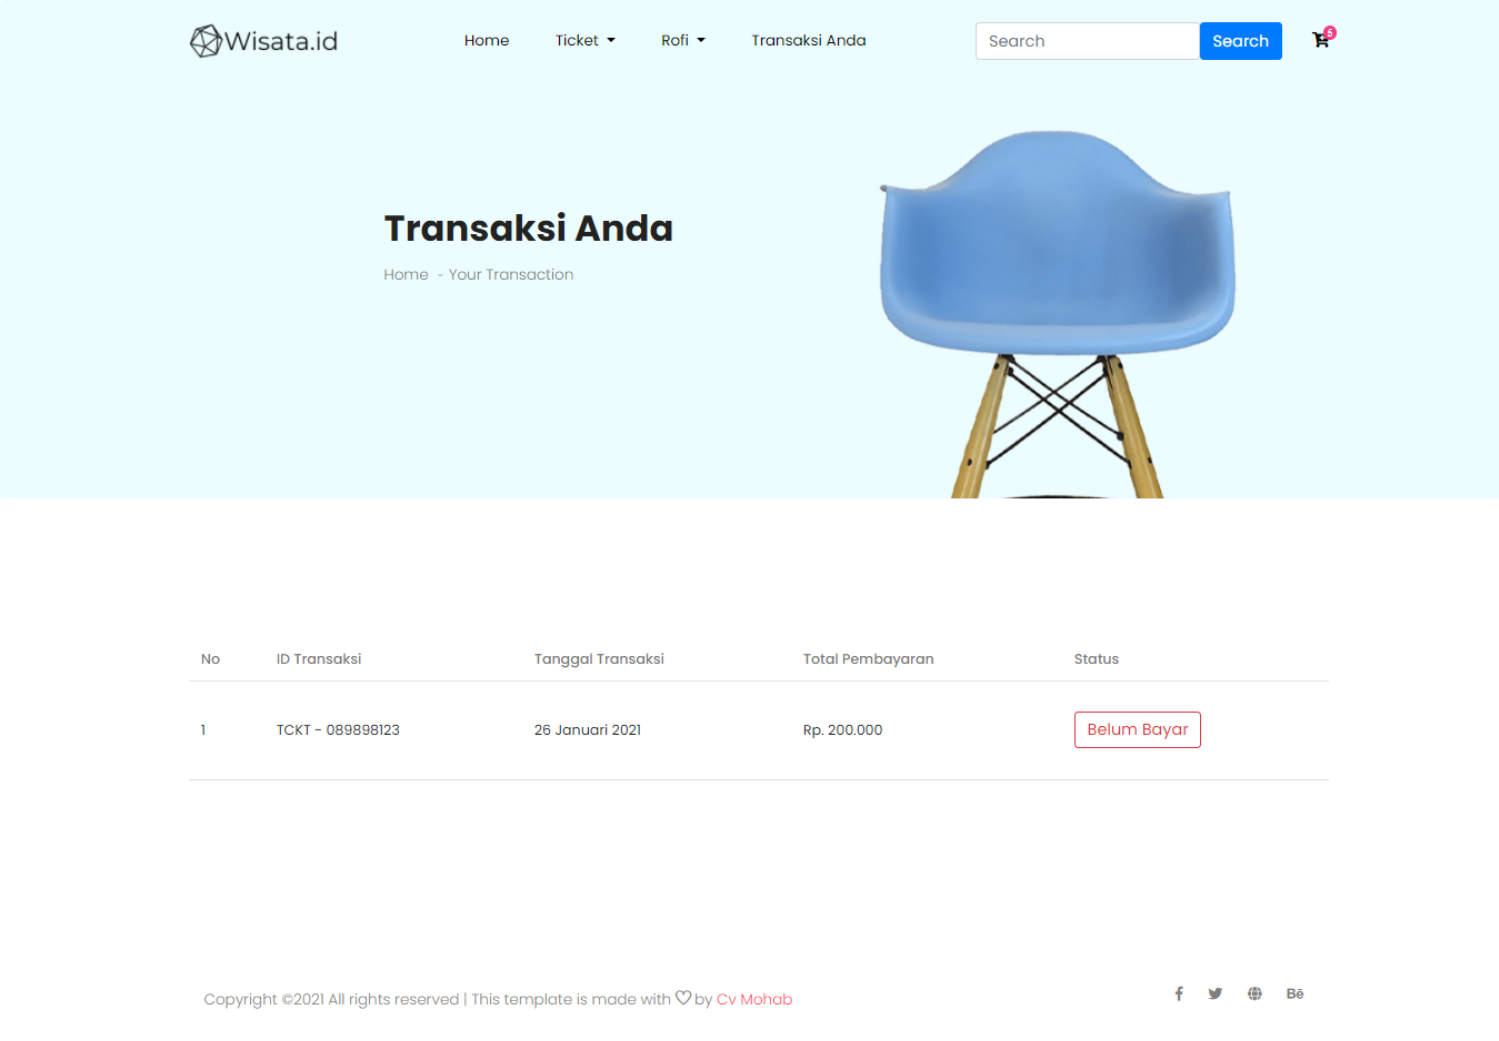 Wisata.id
Home Ticket Rofi Transaksi Anda Search Search 5
Transaksi Anda
Home - Your Transaction
No ID Transaksi Tanggal Transaksi Total Pembayaran Status
1 TCKT - 089898123 26 Januari 2021 Rp. 200.000 Belum Bayar
Copyright ©2021 All rights reserved | This template is made with ♡ by Cv Mohab
Bē